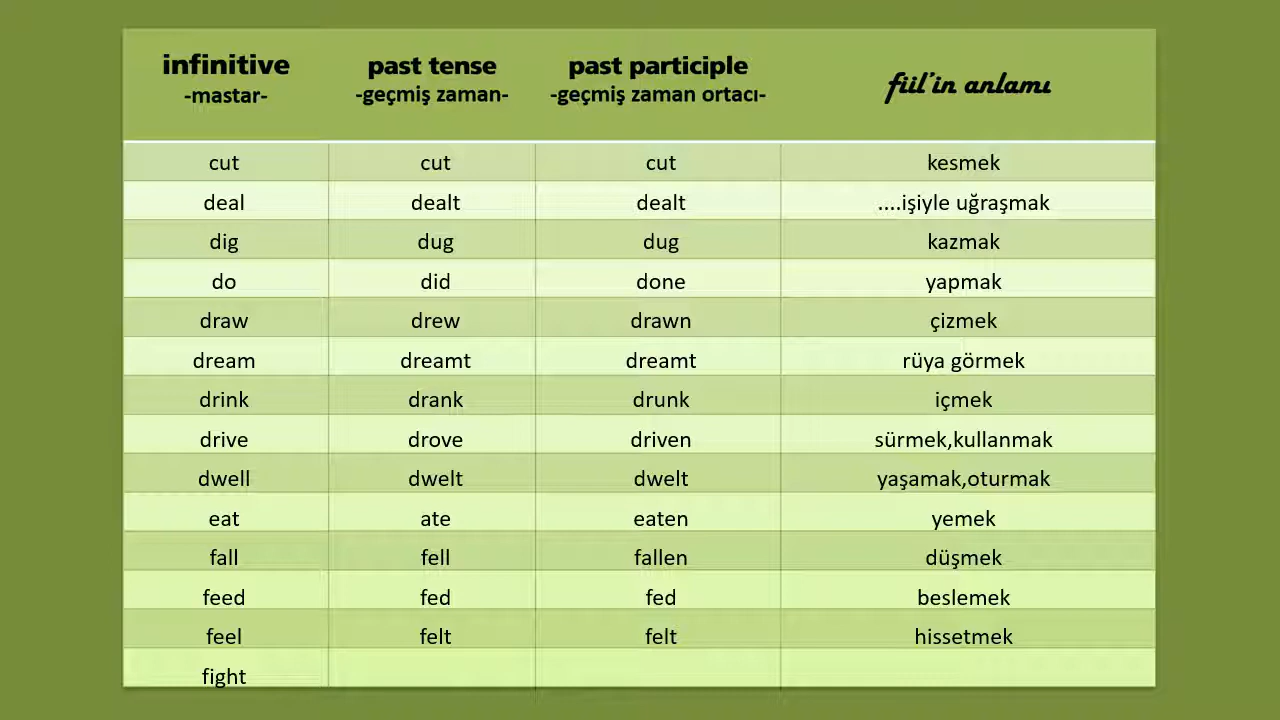 infinitive past tense past participle fiil'in anlamı
-mastar- -geçmiş zaman- -geçmiş zaman ortacı-
cut cut cut kesmek
deal dealt dealt ....işiyle uğraşmak
dig dug dug kazmak
do did done yapmak
draw drew drawn çizmek
dream dreamt dreamt rüya görmek
drink drank drunk içmek
drive drove driven sürmek,kullanmak
dwell dwelt dwelt yaşamak,oturmak
eat ate eaten yemek
fall fell fallen düşmek
feed fed fed beslemek
feel felt felt hissetmek
fight